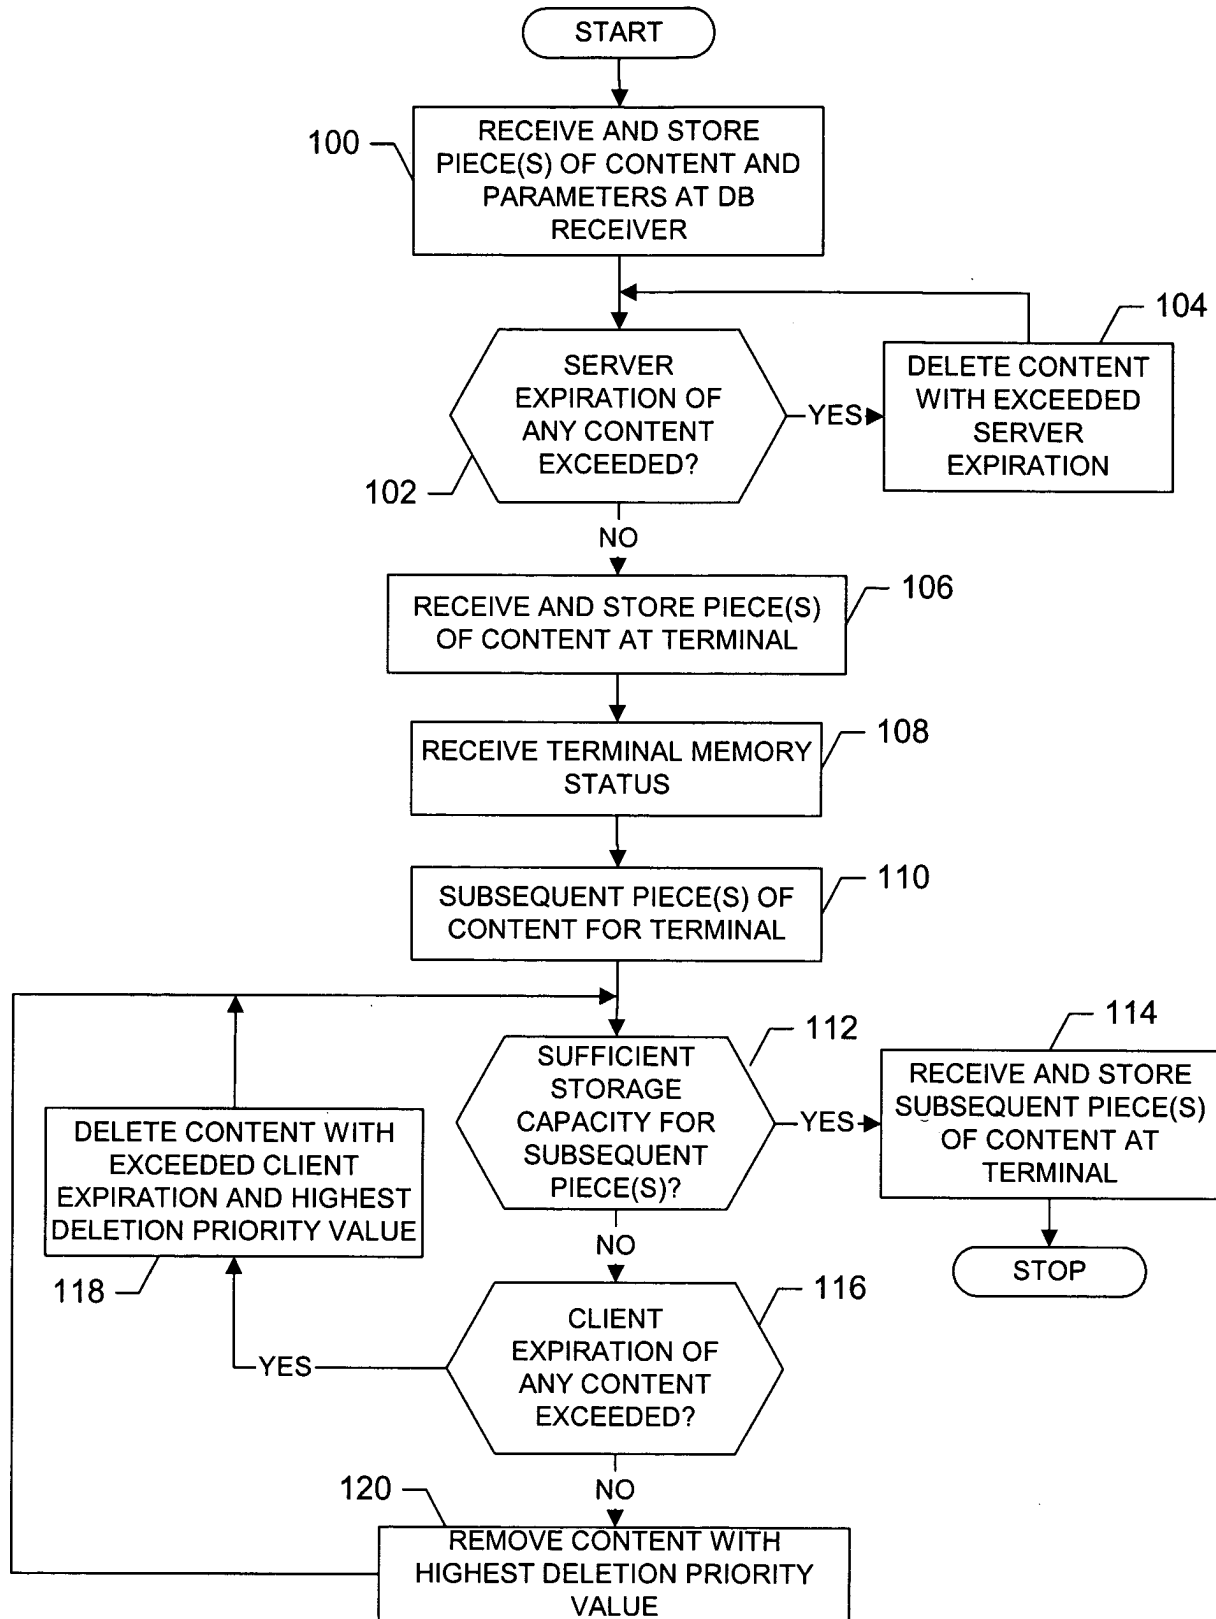 START
100
RECEIVE AND STORE
PIECE(S) OF CONTENT AND
PARAMETERS AT DB
RECEIVER
104
SERVER
EXPIRATION OF
ANY CONTENT
EXCEEDED?
102
YES
DELETE CONTENT
WITH EXCEEDED
SERVER
EXPIRATION
NO
106
RECEIVE AND STORE PIECE(S)
OF CONTENT AT TERMINAL
108
RECEIVE TERMINAL MEMORY
STATUS
110
SUBSEQUENT PIECE(S) OF
CONTENT FOR TERMINAL
112
SUFFICIENT
STORAGE
CAPACITY FOR
SUBSEQUENT
PIECE(S)?
YES
114
RECEIVE AND STORE
SUBSEQUENT PIECE(S)
OF CONTENT AT
TERMINAL
STOP
DELETE CONTENT WITH
EXCEEDED CLIENT
EXPIRATION AND HIGHEST
DELETION PRIORITY VALUE
118
NO
116
CLIENT
EXPIRATION OF
ANY CONTENT
EXCEEDED?
YES
NO
120
REMOVE CONTENT WITH
HIGHEST DELETION PRIORITY
VALUE